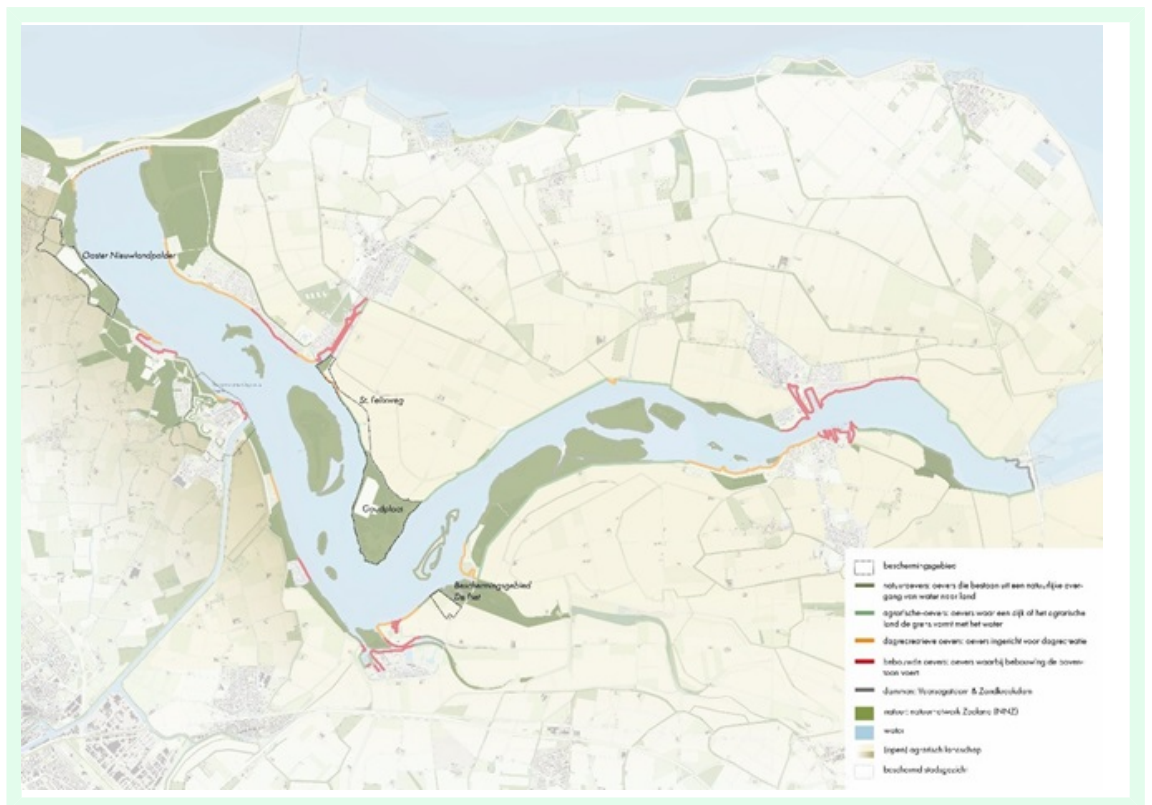 Ooster Nieuwlandpolder
St. Felixweg
Goudplaat
Beschermingsgebied
De Piet
beschermingsgebied
natuuroevers: oevers die bestaan uit een natuurlijke over-
gang van water naar land
agrarische-oevers: oevers waar een dijk of het agrarische
land de grens vormt met het water
dagrecreatieve oevers: oevers ingericht voor dagrecreatie
bebouwde oevers: oevers waarbij bebouwing de boven-
toon voert
dammen: Veersegatdam & Zandkreekdam
natuur: natuurnetwerk Zeeland (NNZ)
water
(open) agrarisch landschap
beschermd stadsgezicht